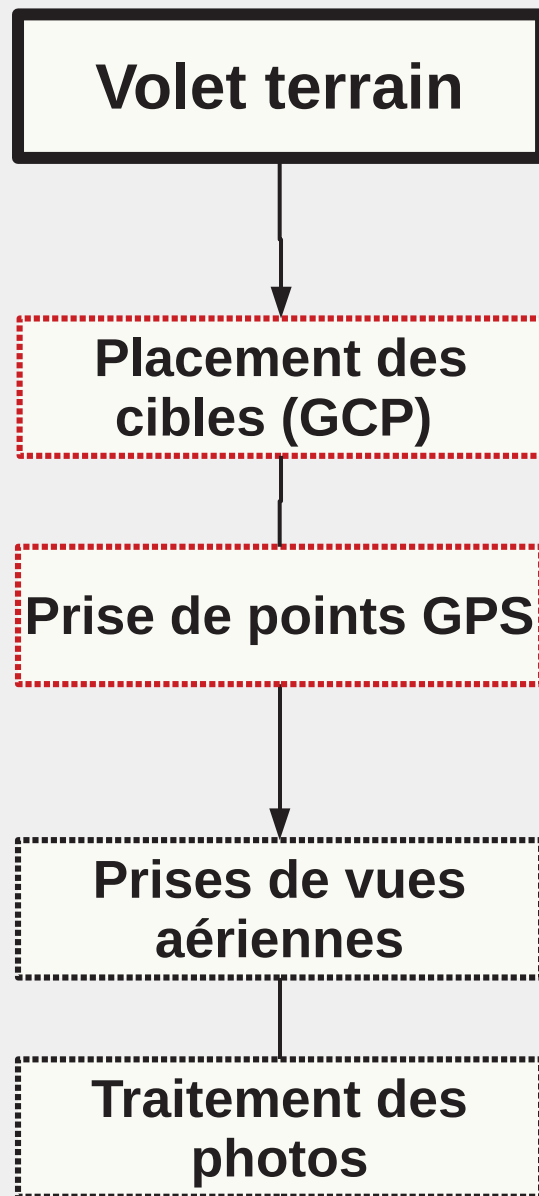 Volet terrain
Placement des
cibles (GCP)
Prise de points GPS
Prises de vues
aériennes
Traitement des
photos